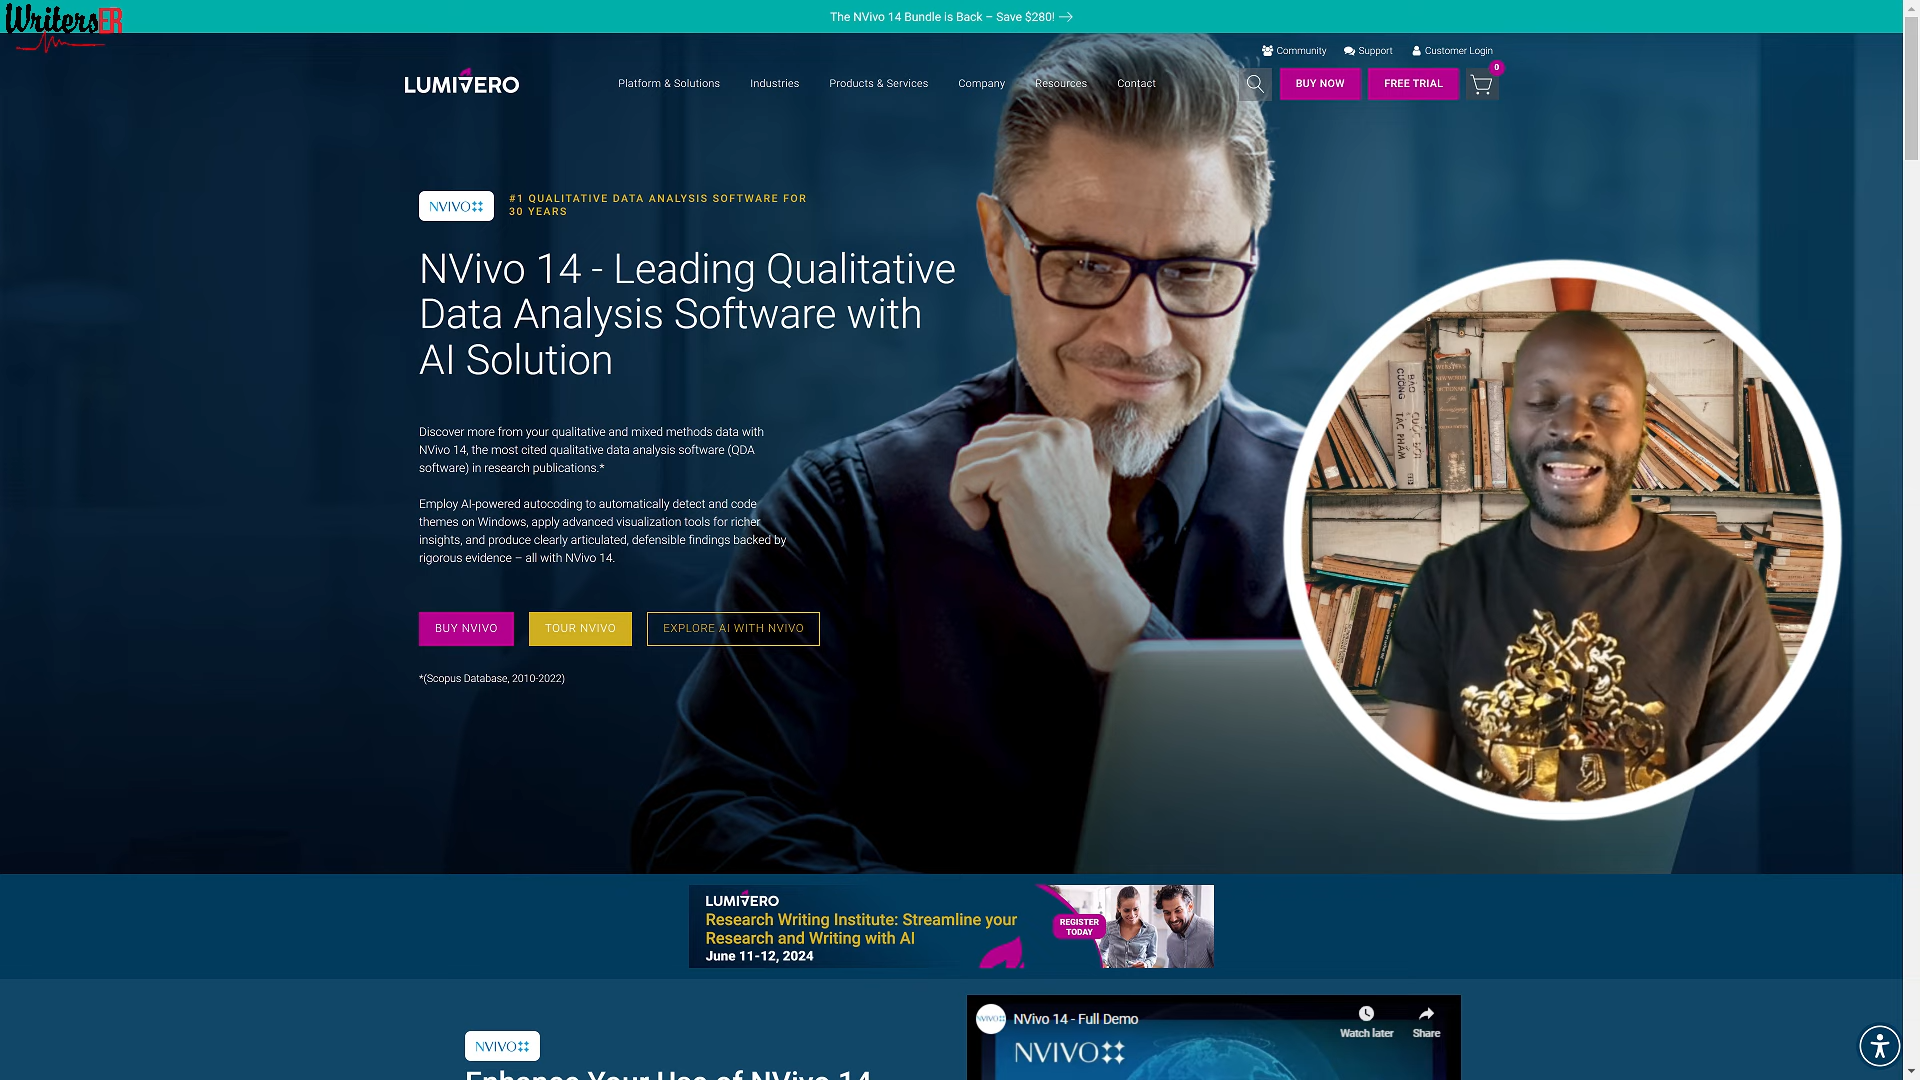 WritersER
The NVivo 14 Bundle is Back – Save $280!
Community
Support
Customer Login
LUMIVERO
Platform & Solutions
Industries
Products & Services
Company
Resources
Contact
BUY NOW
FREE TRIAL
0
NVIVO
#1 QUALITATIVE DATA ANALYSIS SOFTWARE FOR
30 YEARS
NVivo 14 - Leading Qualitative
Data Analysis Software with
AI Solution
Discover more from your qualitative and mixed methods data with
NVivo 14, the most cited qualitative data analysis software (QDA
software) in research publications.*
Employ AI-powered autocoding to automatically detect and code
themes on Windows, apply advanced visualization tools for richer
insights, and produce clearly articulated, defensible findings backed by
rigorous evidence – all with NVivo 14.
BUY NVIVO
TOUR NVIVO
EXPLORE AI WITH NVIVO
*(Scopus Database, 2010-2022)
LUMIVERO
Research Writing Institute: Streamline your
Research and Writing with AI
June 11-12, 2024
REGISTER
TODAY
NVIVO
NVivo 14 - Full Demo
Watch later
Share
NVIVO
NVIVO
Enhance Your Use of NVivo 14